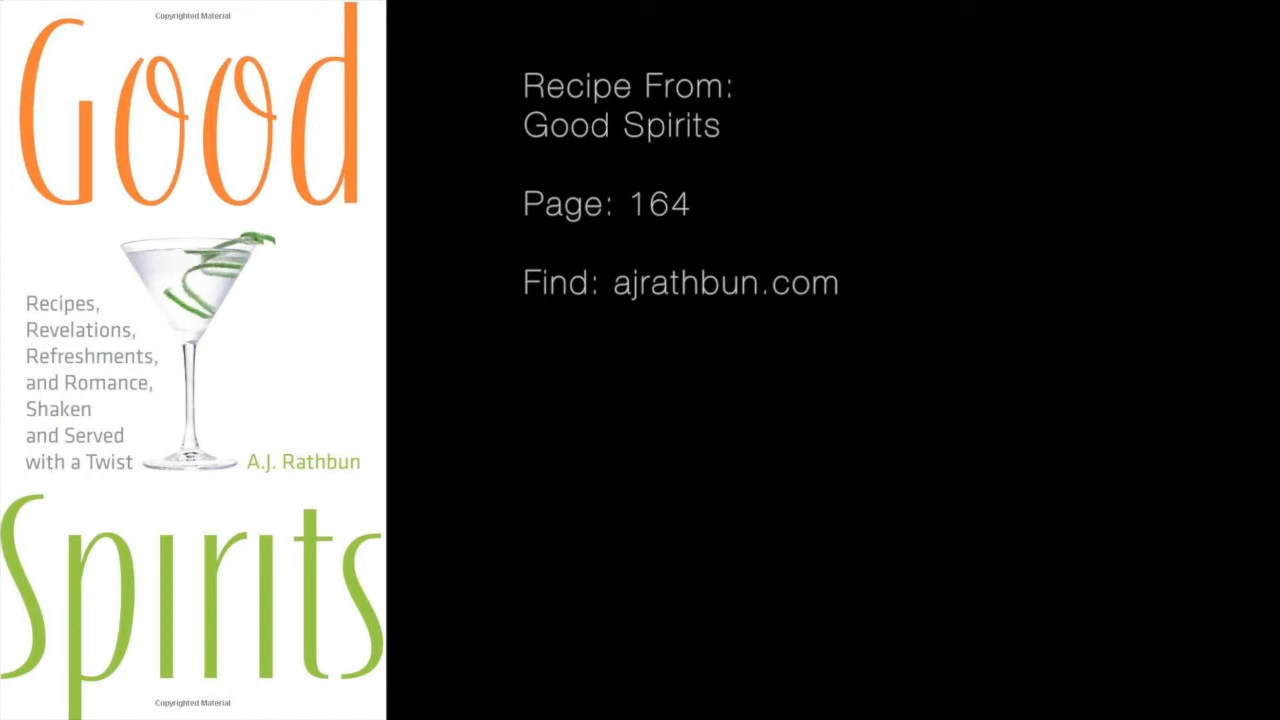 Copyrighted Material
Good
Recipes,
Revelations,
Refreshments,
and Romance,
Shaken
and Served
with a Twist
A.J. Rathbun
Spirits
Copyrighted Material
Recipe From:
Good Spirits
Page: 164
Find: ajrathbun.com